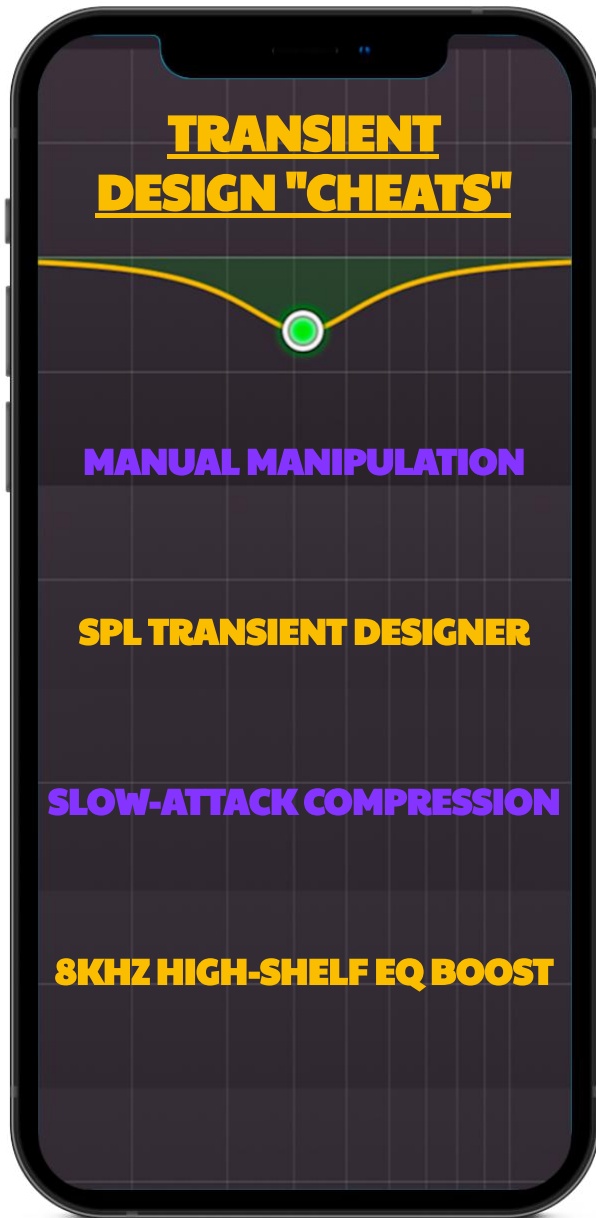 TRANSIENT
DESIGN "CHEATS"
MANUAL MANIPULATION
SPL TRANSIENT DESIGNER
SLOW-ATTACK COMPRESSION
8KHZ HIGH-SHELF EQ BOOST